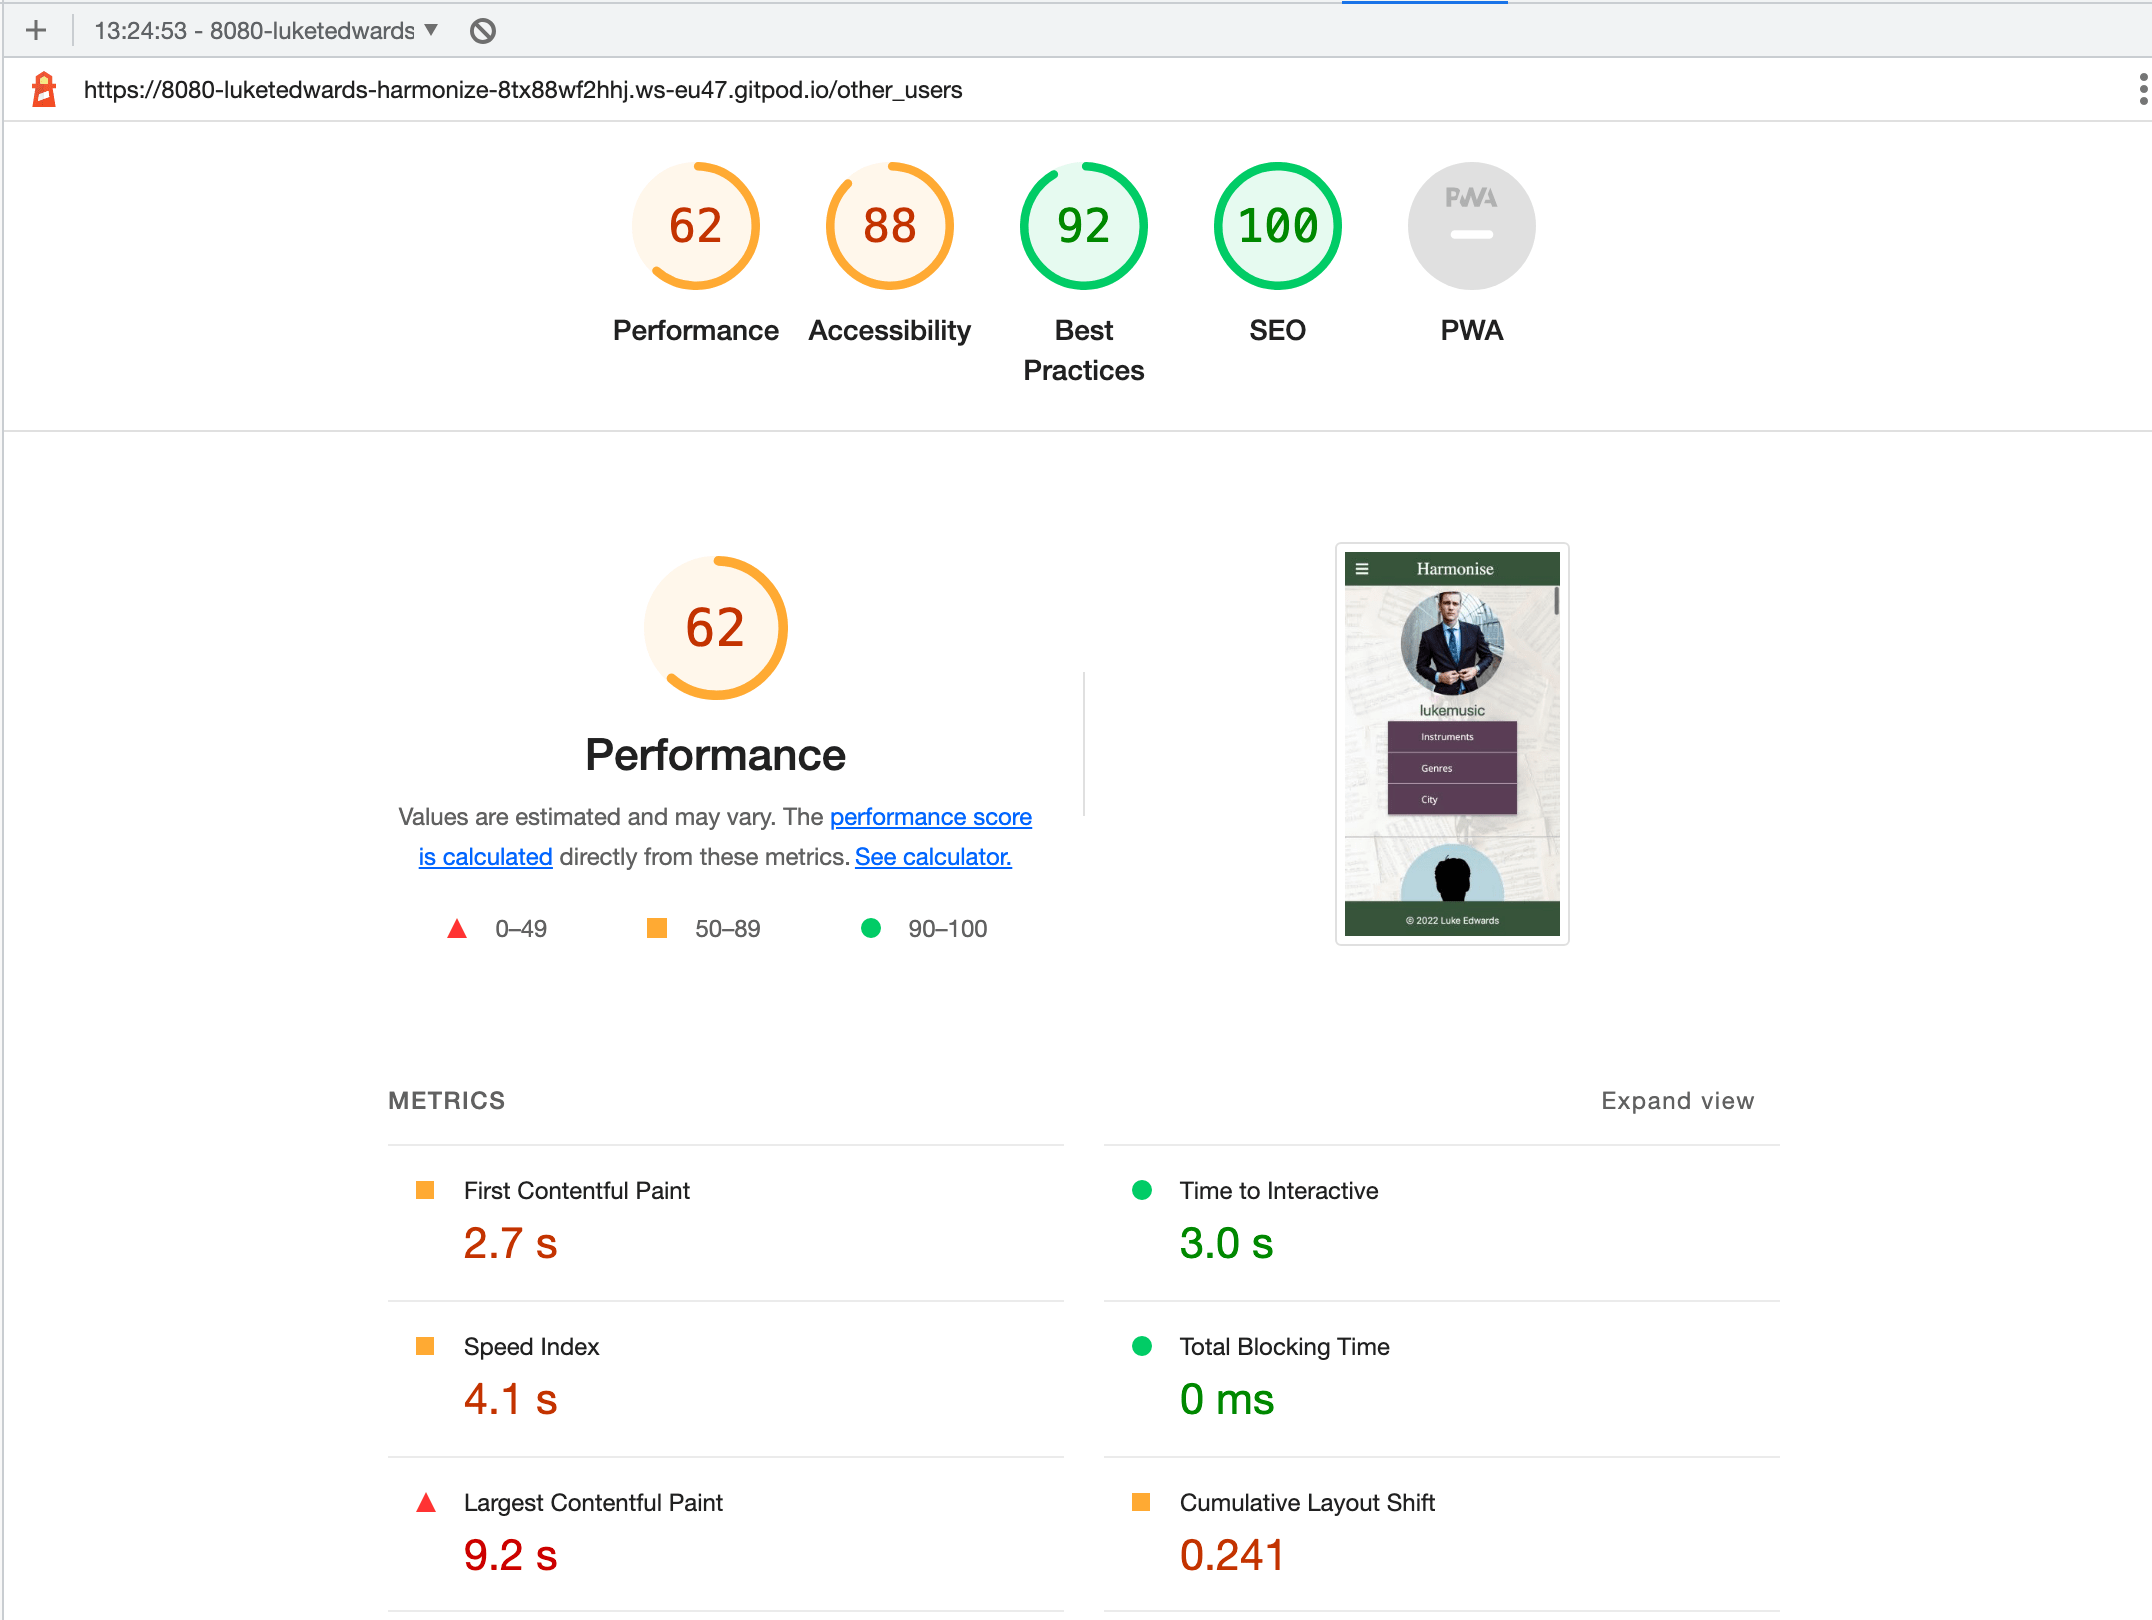 13:24:53 - 8080-luketedwards
https://8080-luketedwards-harmonize-8tx88wf2hhj.ws-eu47.gitpod.io/other_users
62
88
92
100
PWA
Performance
Accessibility
Best
Practices
SEO
PWA
62
Performance
Values are estimated and may vary. The performance score
is calculated directly from these metrics. See calculator.
0–49
50–89
90–100
Harmonise
lukemusic
Instruments
Genres
City
© 2022 Luke Edwards
METRICS
Expand view
First Contentful Paint
2.7 s
Time to Interactive
3.0 s
Speed Index
4.1 s
Total Blocking Time
0 ms
Largest Contentful Paint
9.2 s
Cumulative Layout Shift
0.241